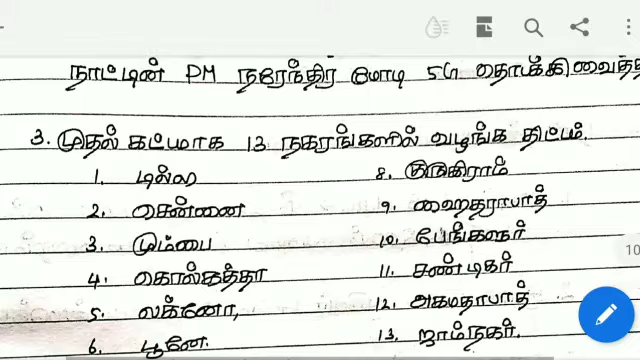 நாட்டின் PM நரேந்திர மோடி 5G தொடக்கிவைத்த
3. முதல் கட்டமாக 13 நகரங்களில் வழங்க திட்டம்.
1. டில்லி
2. சென்னை
3. மும்பை
4. கொல்கத்தா
5. லக்னோ,
6. பூனே.
8. குருகிராம்
9. ஹைதராபாத்
10. பேங்களூர்
11. சண்டிகர்
12. அகமதாபாத்
13. ஜாம்நகர்.
10